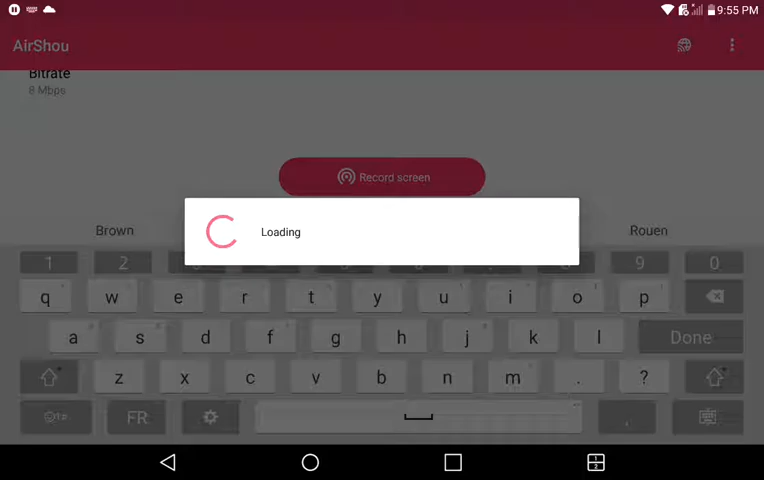 9:55 PM
AirShou
Bitrate
8 Mbps
Record screen
Loading
Brown Rouen
1 2 9 0
q w e r t y u i o p
a s d f g h j k l Done
z x c v b n m . ?
FR ,